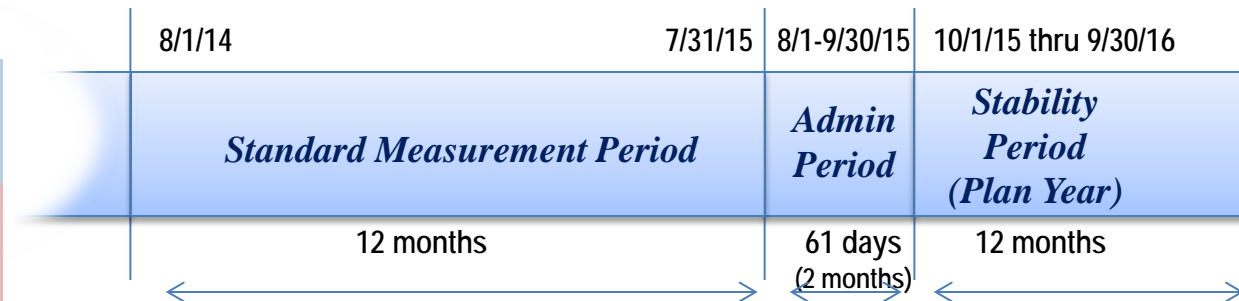 8/1/14 7/31/15 8/1-9/30/15 10/1/15 thru 9/30/16
Standard Measurement Period
Admin
Period
Stability
Period
(Plan Year)
12 months 61 days 12 months
(2 months)